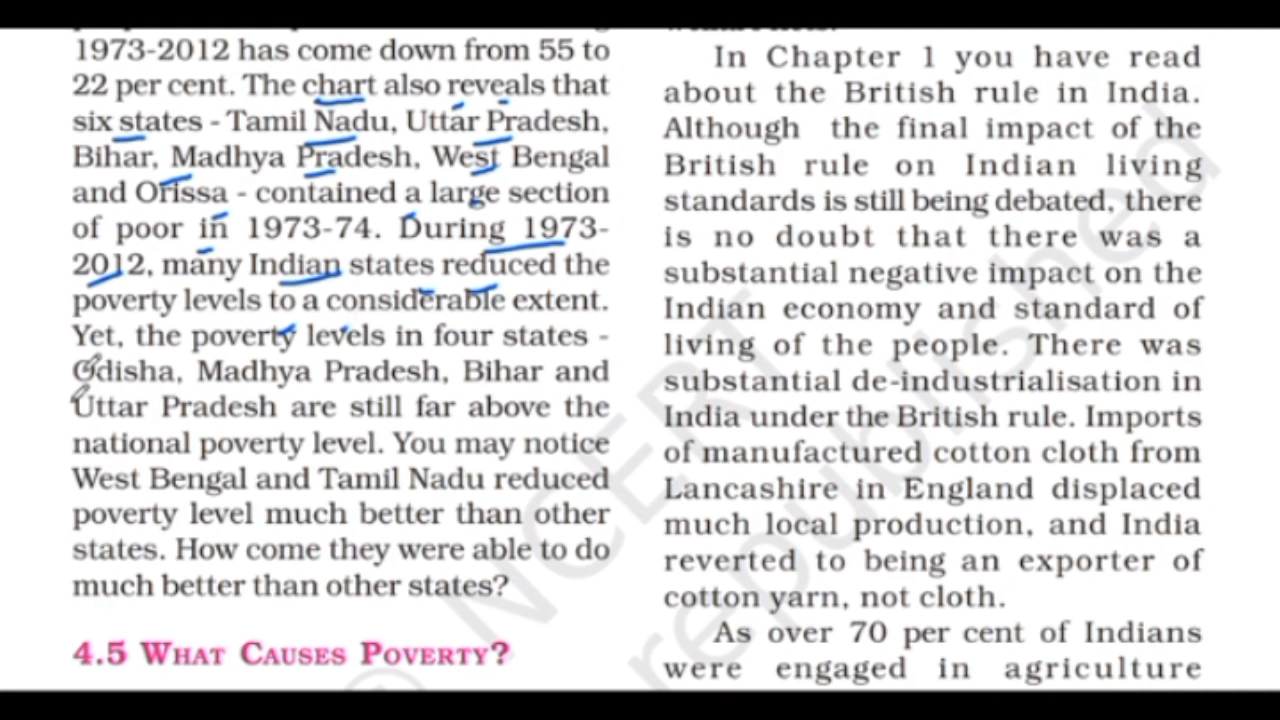 1973-2012 has come down from 55 to
22 per cent. The chart also reveals that
six states - Tamil Nadu, Uttar Pradesh,
Bihar, Madhya Pradesh, West Bengal
and Orissa - contained a large section
of poor in 1973-74. During 1973-
2012, many Indian states reduced the
poverty levels to a considerable extent.
Yet, the poverty levels in four states -
Odisha, Madhya Pradesh, Bihar and
Uttar Pradesh are still far above the
national poverty level. You may notice
West Bengal and Tamil Nadu reduced
poverty level much better than other
states. How come they were able to do
much better than other states?
4.5 WHAT CAUSES POVERTY?
In Chapter 1 you have read
about the British rule in India.
Although the final impact of the
British rule on Indian living
standards is still being debated, there
is no doubt that there was a
substantial negative impact on the
Indian economy and standard of
living of the people. There was
substantial de-industrialisation in
India under the British rule. Imports
of manufactured cotton cloth from
Lancashire in England displaced
much local production, and India
reverted to being an exporter of
cotton yarn, not cloth.
As over 70 per cent of Indians
were engaged in agriculture
© NCERT
republished